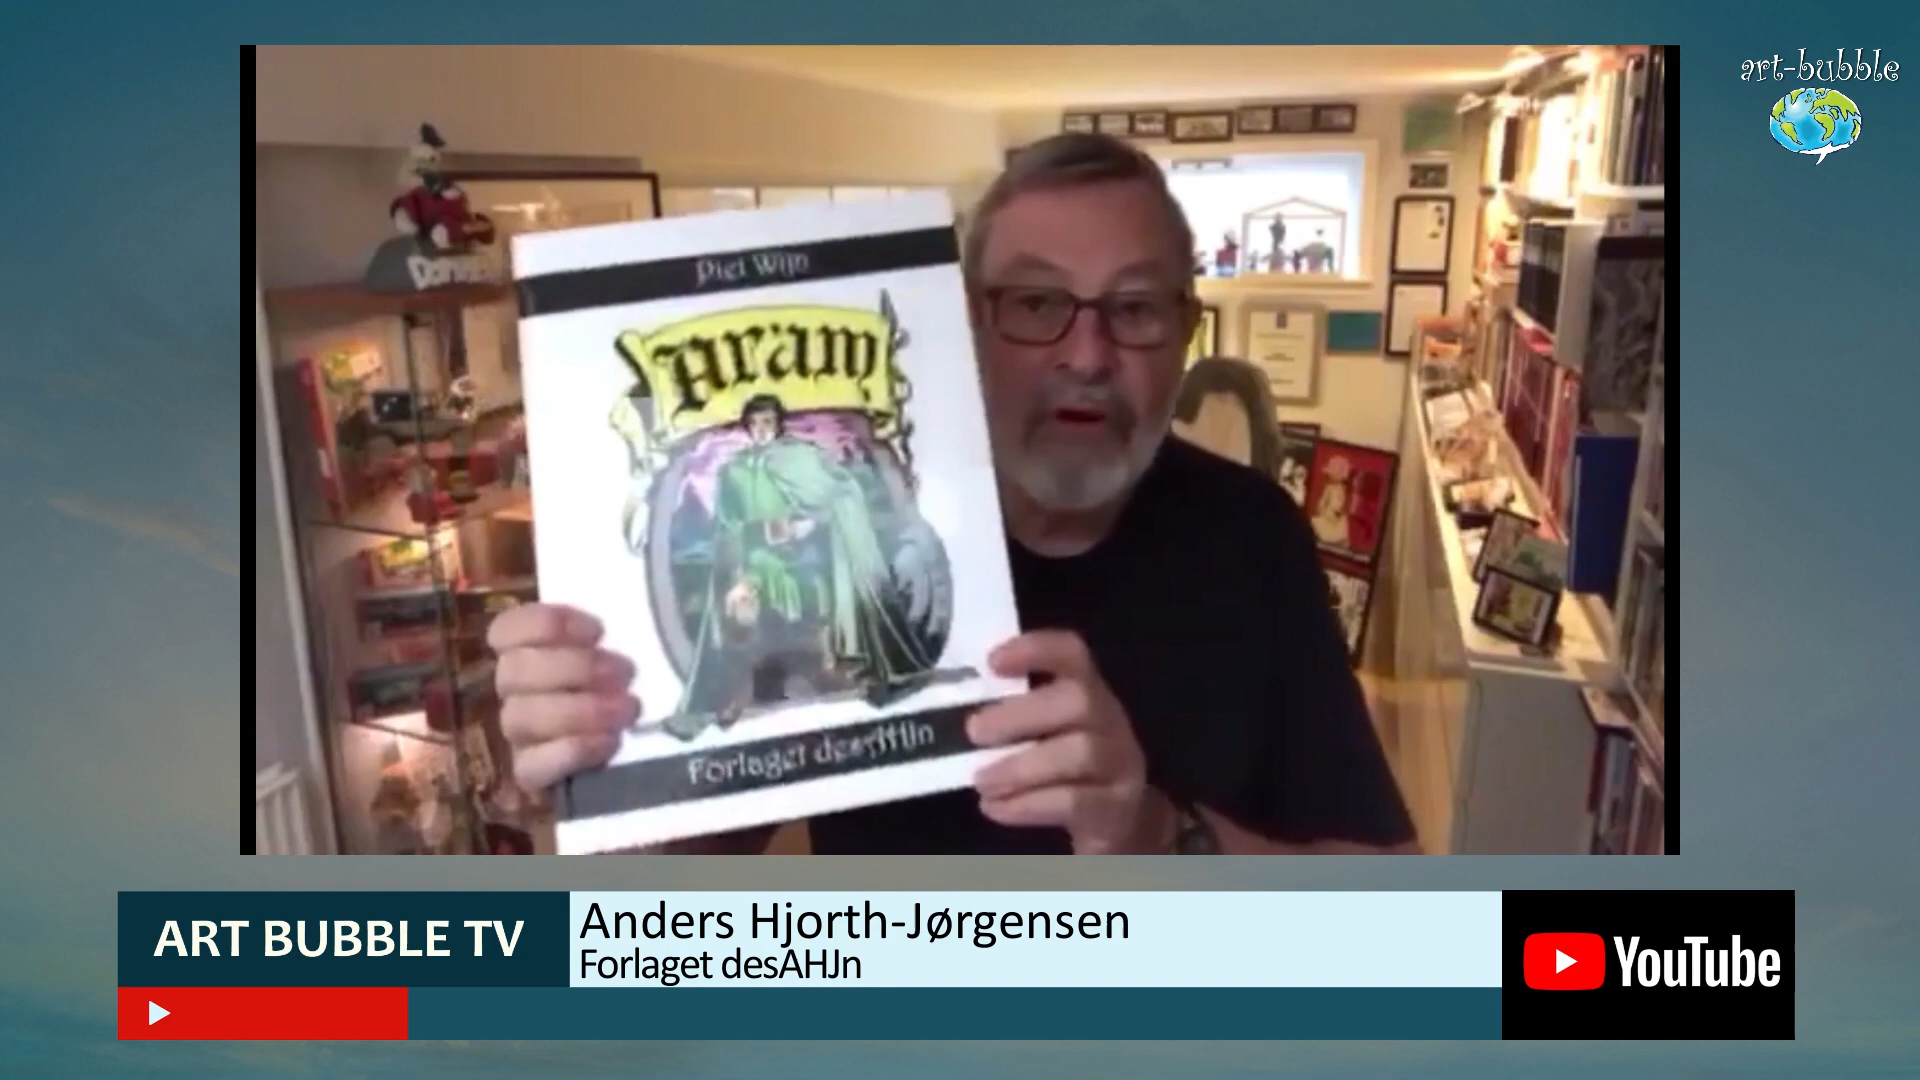 art-bubble
Piet Wijn
Aram
Forlaget desAHJn
ART BUBBLE TV
Anders Hjorth-Jørgensen
Forlaget desAHJn
YouTube